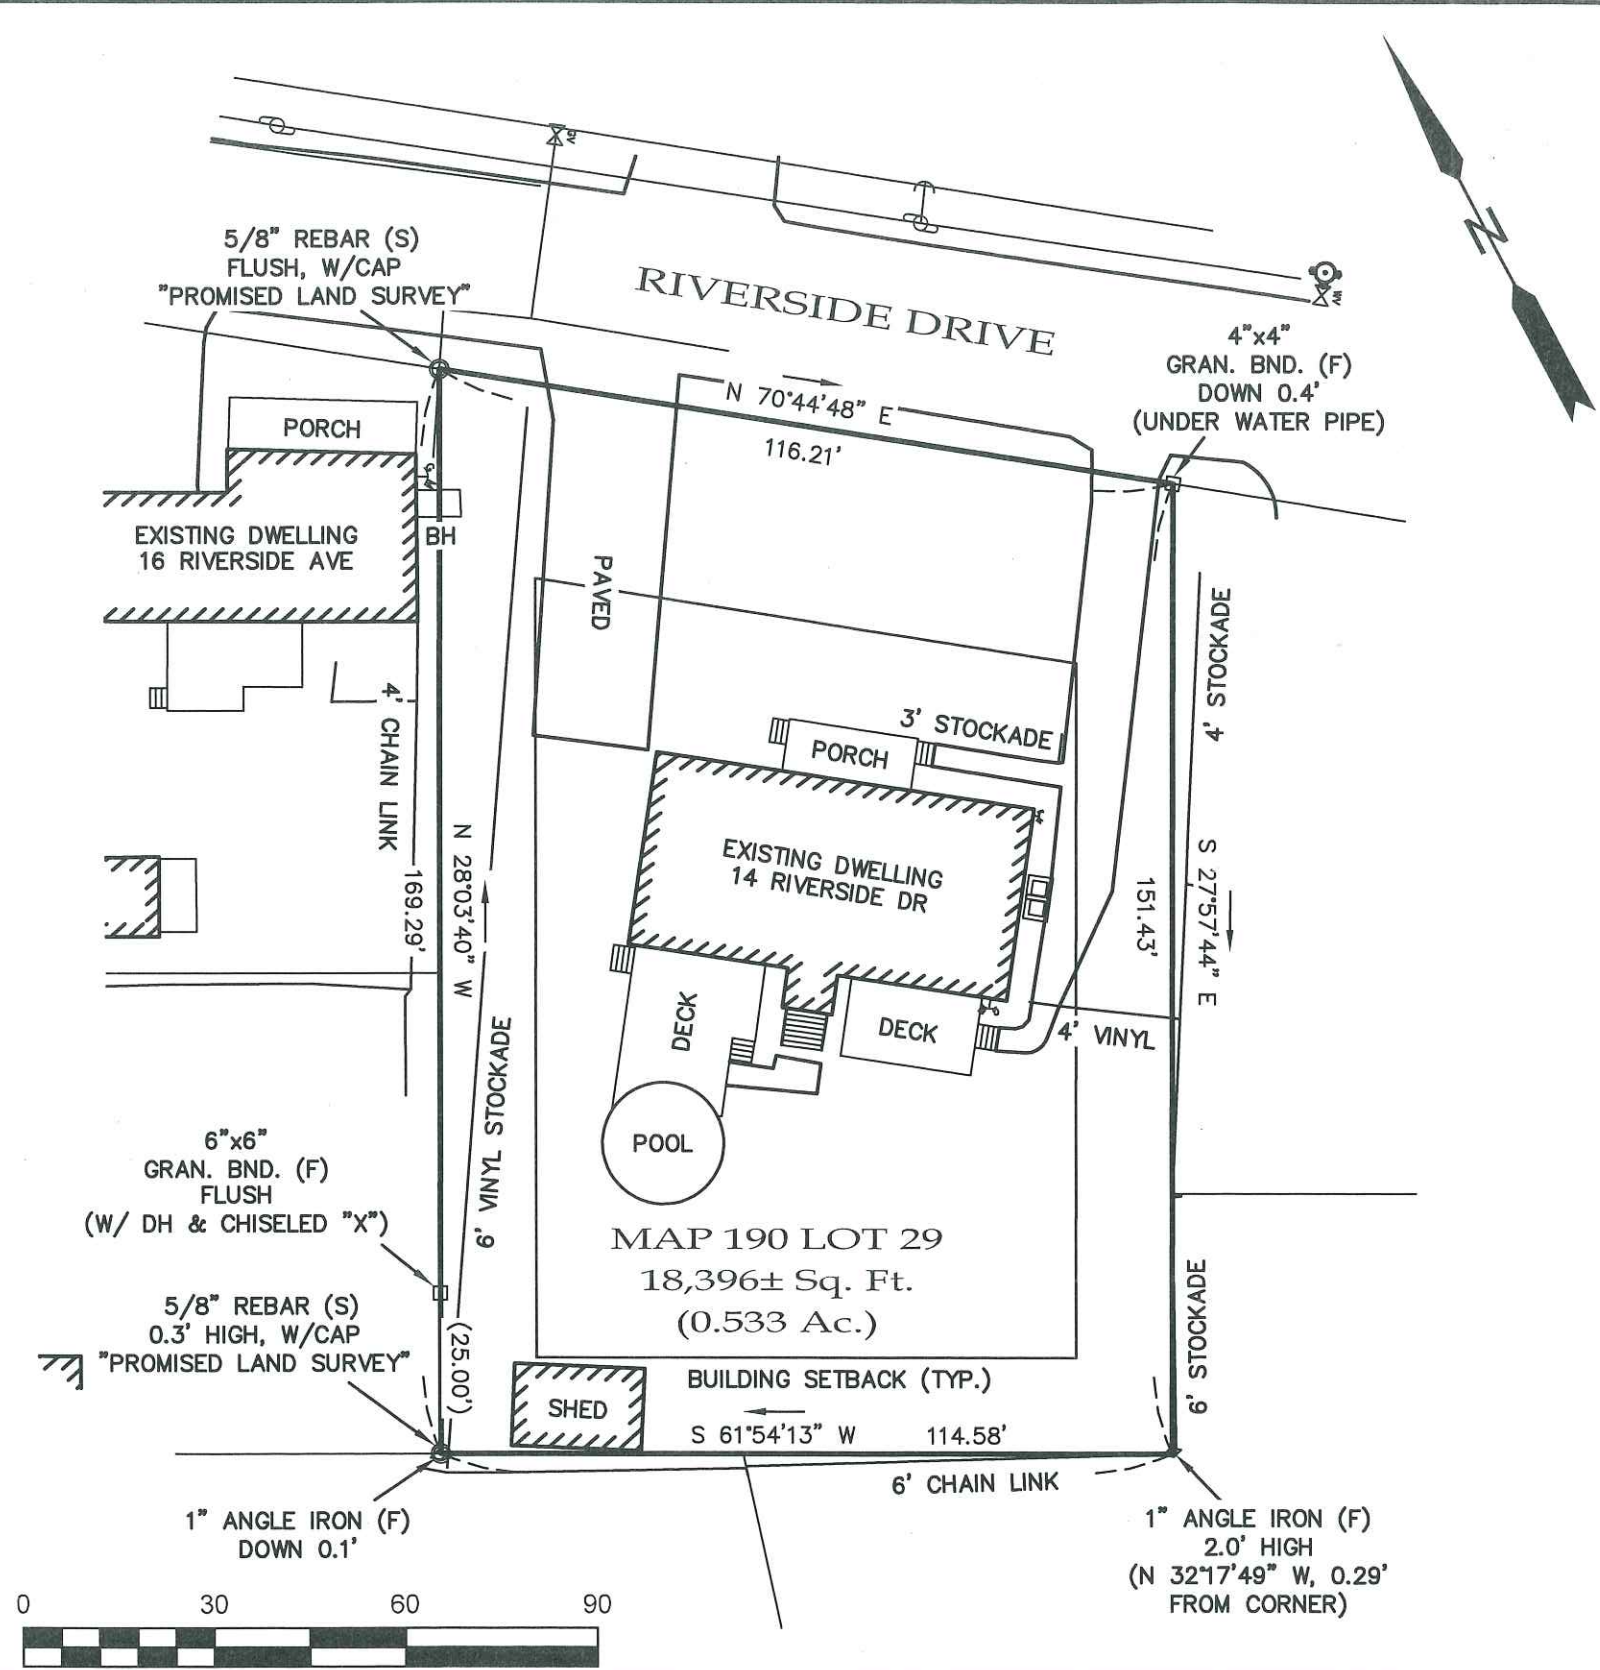 GV
5/8" REBAR (S)
FLUSH, W/CAP
"PROMISED LAND SURVEY"
RIVERSIDE DRIVE
WV
4"x4"
GRAN. BND. (F)
DOWN 0.4'
(UNDER WATER PIPE)
N 70°44'48" E
116.21'
PORCH
EXISTING DWELLING
16 RIVERSIDE AVE
BH
PAVED
4' STOCKADE
4' CHAIN LINK
3' STOCKADE
PORCH
EXISTING DWELLING
14 RIVERSIDE DR
N 28°03'40" W
169.29'
S 27°57'44" E
151.43'
DECK
DECK
4' VINYL
6' VINYL STOCKADE
POOL
6"x6"
GRAN. BND. (F)
FLUSH
(W/ DH & CHISELED "X")
MAP 190 LOT 29
18,396± Sq. Ft.
(0.533 Ac.)
5/8" REBAR (S)
0.3' HIGH, W/CAP
"PROMISED LAND SURVEY"
(25.00')
6' STOCKADE
BUILDING SETBACK (TYP.)
SHED
S 61°54'13" W 114.58'
6' CHAIN LINK
1" ANGLE IRON (F)
DOWN 0.1'
1" ANGLE IRON (F)
2.0' HIGH
(N 32°17'49" W, 0.29'
FROM CORNER)
0 30 60 90